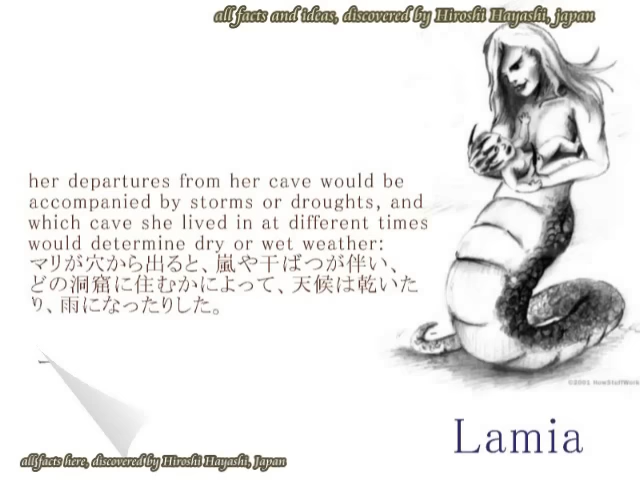 all facts and ideas, discovered by Hiroshi Hayashi, japan
her departures from her cave would be
accompanied by storms or droughts, and
which cave she lived in at different times
would determine dry or wet weather:
マリが穴から出ると、嵐や干ばつが伴い、
どの洞窟に住むかによって、天候は乾いた
り、雨になったりした。
©2001 HowStuffWork
Lamia
all facts here, discovered by Hiroshi Hayashi, Japan